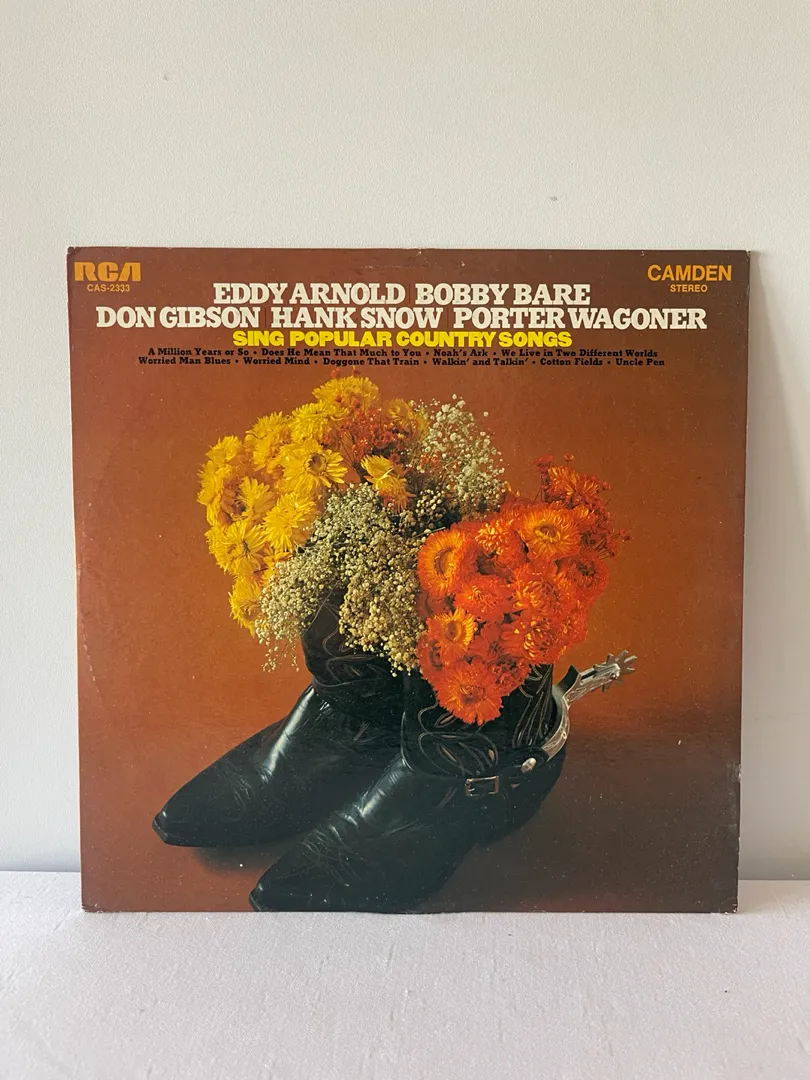 RCA
CAS-2333
CAMDEN
STEREO
EDDY ARNOLD BOBBY BARE
DON GIBSON HANK SNOW PORTER WAGONER
SING POPULAR COUNTRY SONGS
A Million Years or So • Does He Mean That Much to You • Noah's Ark • We Live in Two Different Worlds
Worried Man Blues • Worried Mind • Doggone That Train • Walkin' and Talkin' • Cotton Fields • Uncle Pen